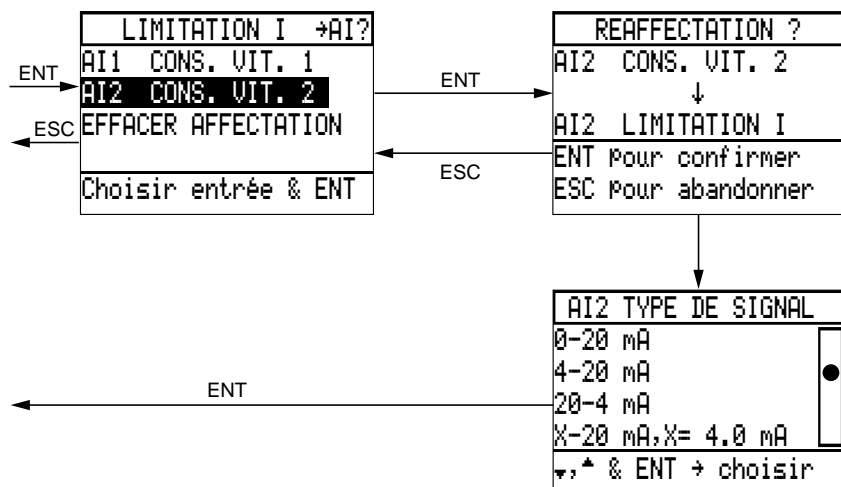 LIMITATION I →AI?
AI1 CONS. VIT. 1
AI2 CONS. VIT. 2
EFFACER AFFECTATION
Choisir entrée & ENT
ENT
ESC
ENT
ESC
REAFFECTATION ?
AI2 CONS. VIT. 2
↓
AI2 LIMITATION I
ENT Pour confirmer
ESC Pour abandonner
AI2 TYPE DE SIGNAL
0-20 mA
4-20 mA
20-4 mA
X-20 mA,X= 4.0 mA
▼,▲ & ENT → choisir
ENT